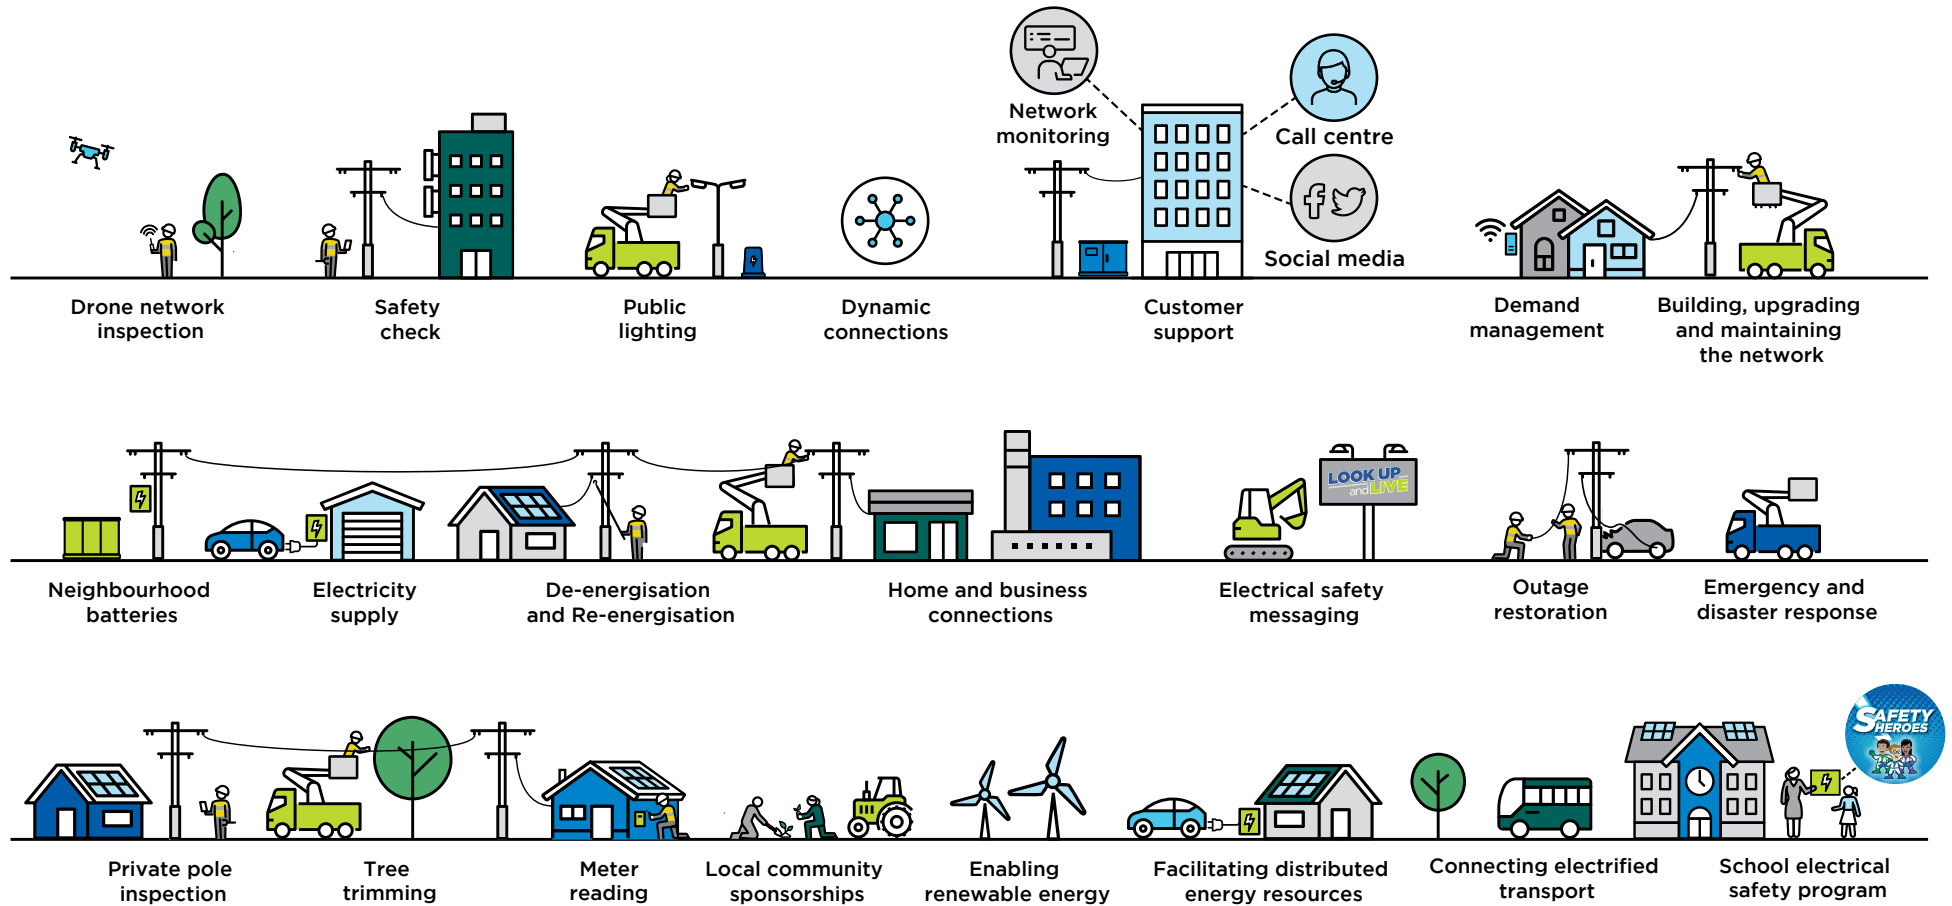 Network
monitoring
Call centre
Social media
Drone network
inspection
Safety
check
Public
lighting
Dynamic
connections
Customer
support
Demand
management
Building, upgrading
and maintaining
the network
LOOK UP
and LIVE
Neighbourhood
batteries
Electricity
supply
De-energisation
and Re-energisation
Home and business
connections
Electrical safety
messaging
Outage
restoration
Emergency and
disaster response
SAFETY
HEROES
Private pole
inspection
Tree
trimming
Meter
reading
Local community
sponsorships
Enabling
renewable energy
Facilitating distributed
energy resources
Connecting electrified
transport
School electrical
safety program